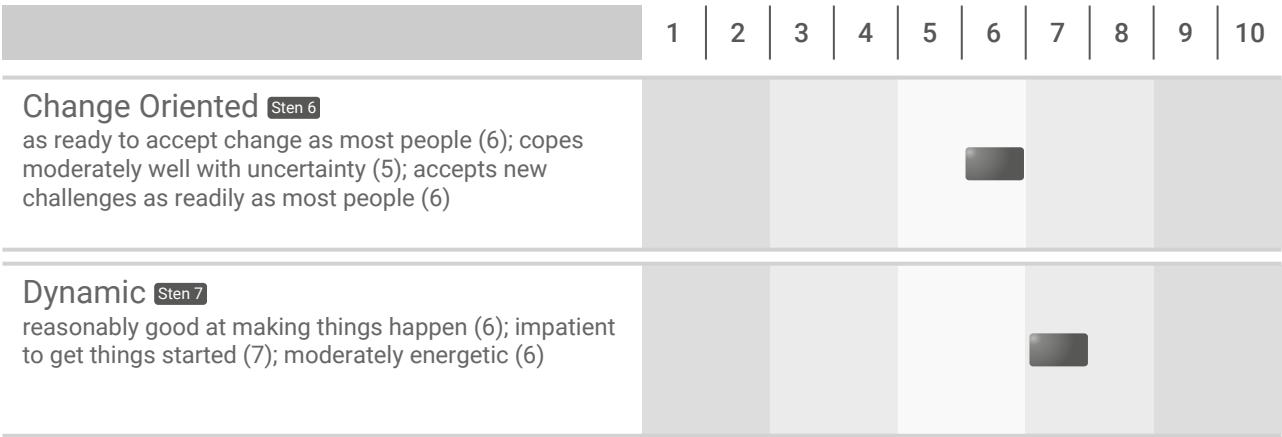 1 2 3 4 5 6 7 8 9 10
Change Oriented Sten 6
as ready to accept change as most people (6); copes
moderately well with uncertainty (5); accepts new
challenges as readily as most people (6)
Dynamic Sten 7
reasonably good at making things happen (6); impatient
to get things started (7); moderately energetic (6)